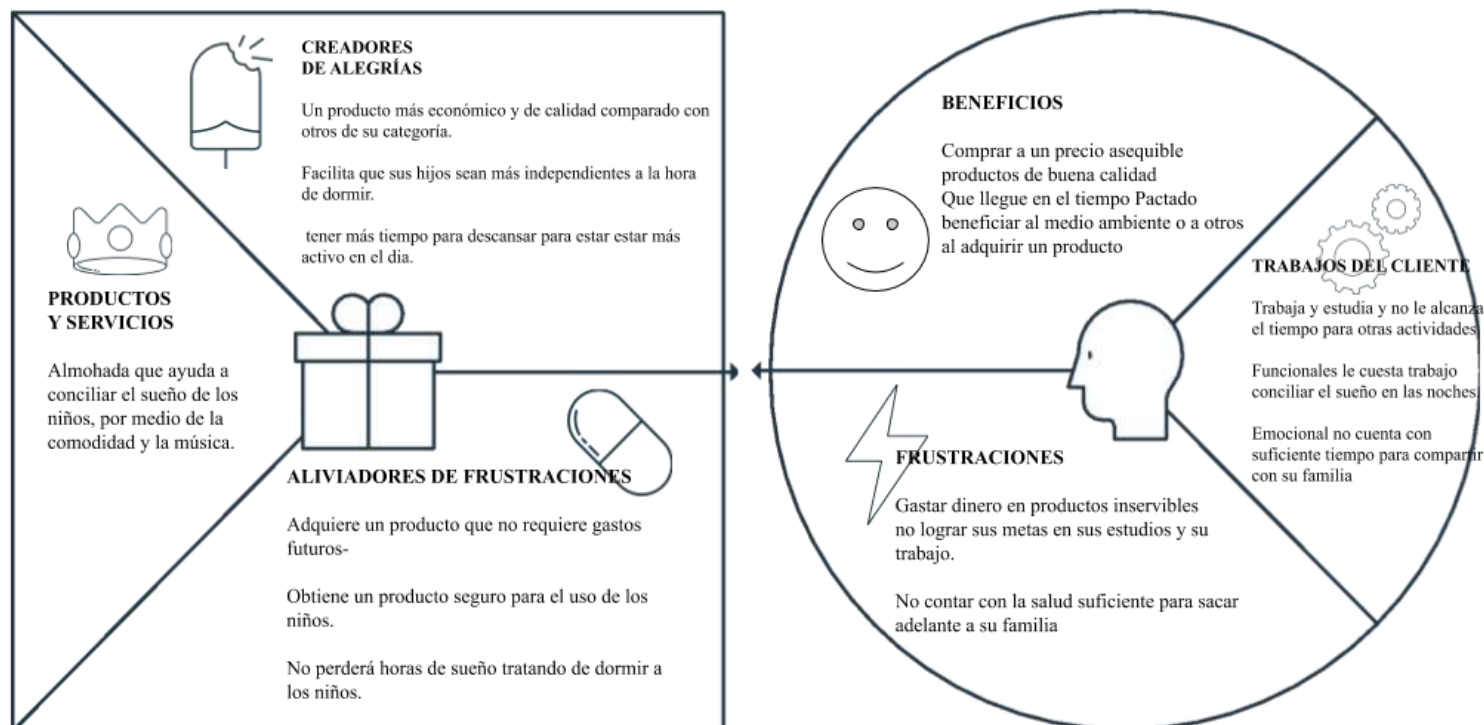 CREADORES
DE ALEGRÍAS
Un producto más económico y de calidad comparado con
otros de su categoría.
Facilita que sus hijos sean más independientes a la hora
de dormir.
tener más tiempo para descansar para estar estar más
activo en el dia.
PRODUCTOS
Y SERVICIOS
Almohada que ayuda a
conciliar el sueño de los
niños, por medio de la
comodidad y la música.
ALIVIADORES DE FRUSTRACIONES
Adquiere un producto que no requiere gastos
futuros-
Obtiene un producto seguro para el uso de los
niños.
No perderá horas de sueño tratando de dormir a
los niños.
BENEFICIOS
Comprar a un precio asequible
productos de buena calidad
Que llegue en el tiempo Pactado
beneficiar al medio ambiente o a otros
al adquirir un producto
TRABAJOS DEL CLIENTE
Trabaja y estudia y no le alcanza
el tiempo para otras actividades
Funcionales le cuesta trabajo
conciliar el sueño en las noches
Emocional no cuenta con
suficiente tiempo para compartir
con su familia
FRUSTRACIONES
Gastar dinero en productos inservibles
no lograr sus metas en sus estudios y su
trabajo.
No contar con la salud suficiente para sacar
adelante a su familia